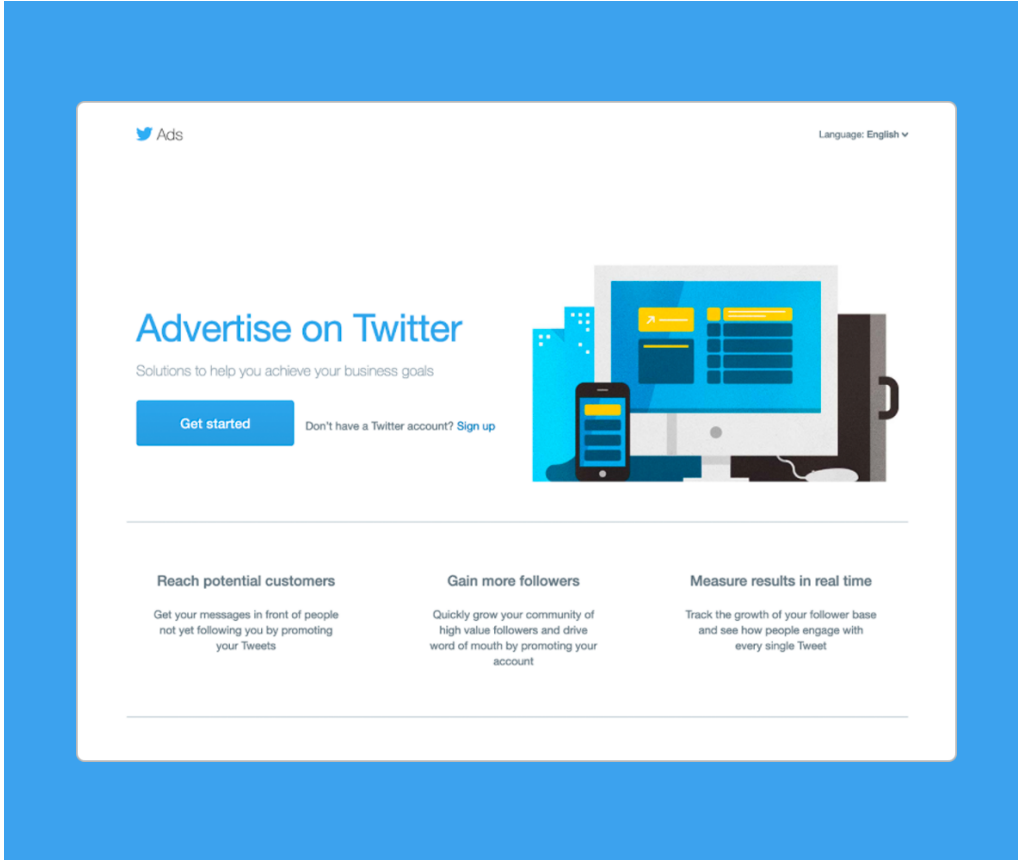 Ads
Language: English
Advertise on Twitter
Solutions to help you achieve your business goals
Get started
Don't have a Twitter account? Sign up
Reach potential customers
Get your messages in front of people
not yet following you by promoting
your Tweets
Gain more followers
Quickly grow your community of
high value followers and drive
word of mouth by promoting your
account
Measure results in real time
Track the growth of your follower base
and see how people engage with
every single Tweet